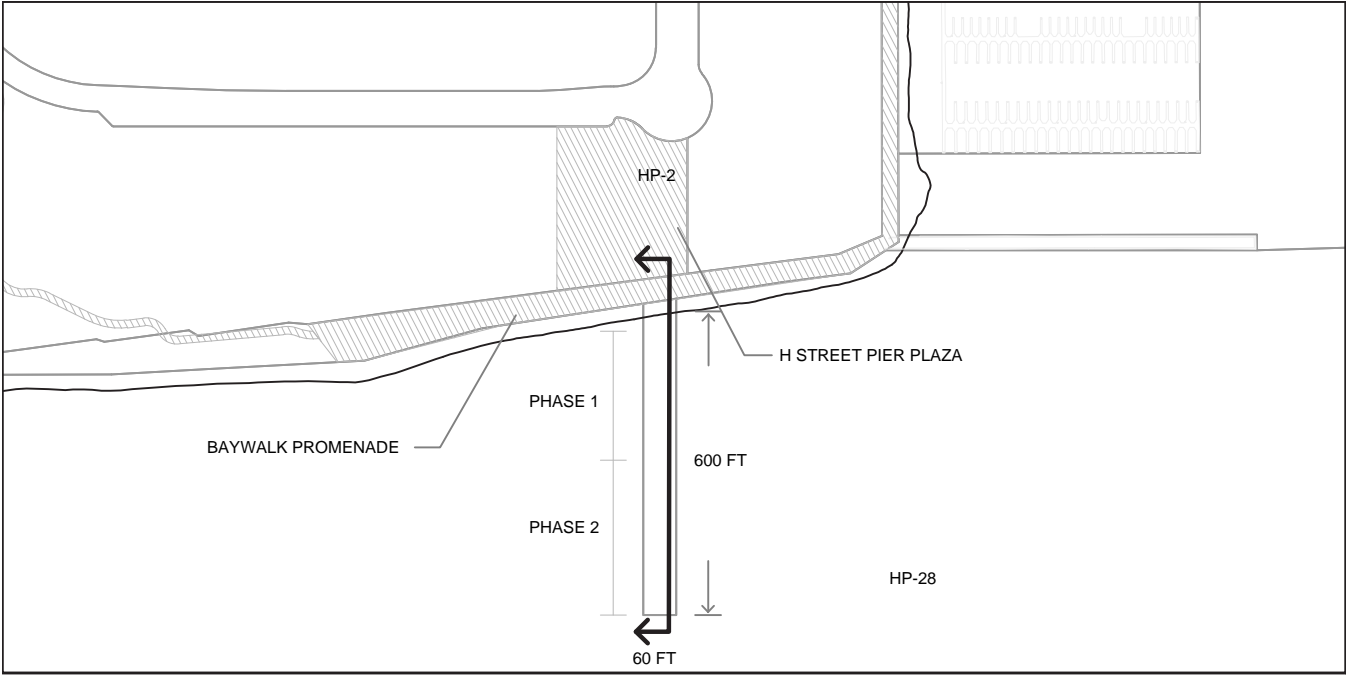 HP-2
H STREET PIER PLAZA
PHASE 1
BAYWALK PROMENADE
600 FT
PHASE 2
HP-28
60 FT